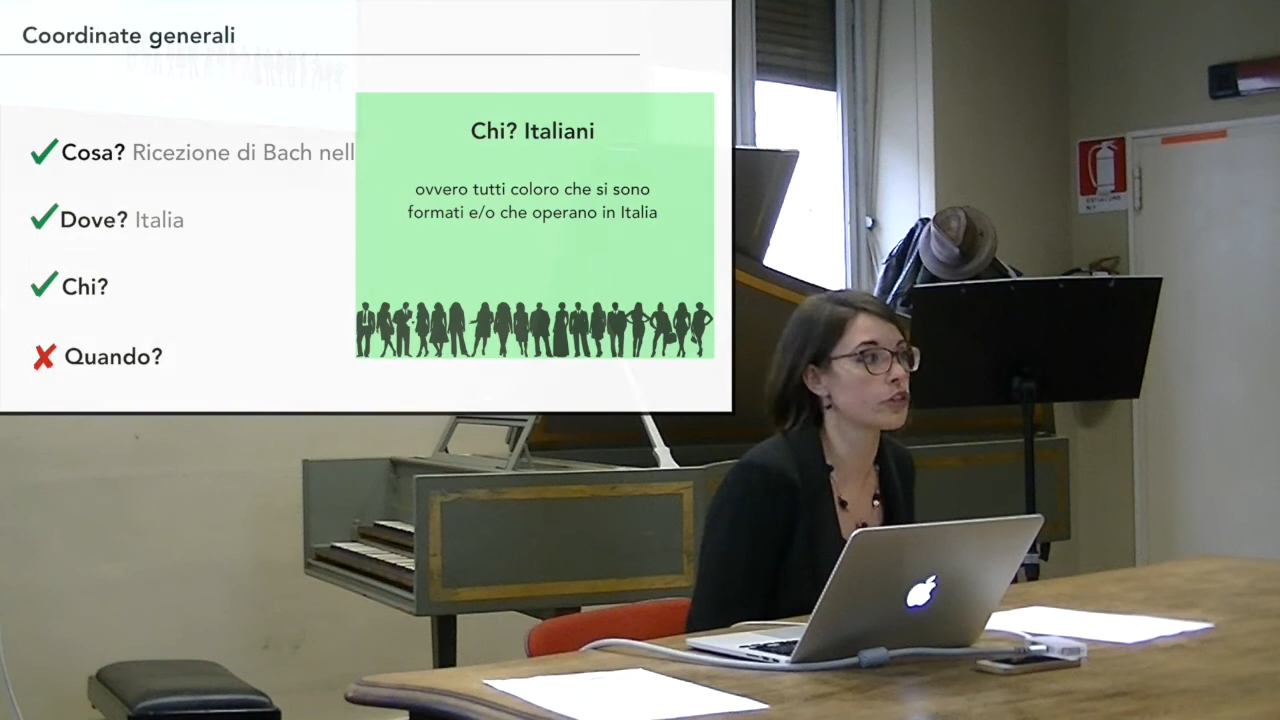 Coordinate generali
Cosa? Ricezione di Bach nell
Dove? Italia
Chi?
Quando?
Chi? Italiani
ovvero tutti coloro che si sono
formati e/o che operano in Italia
ESTINTORE